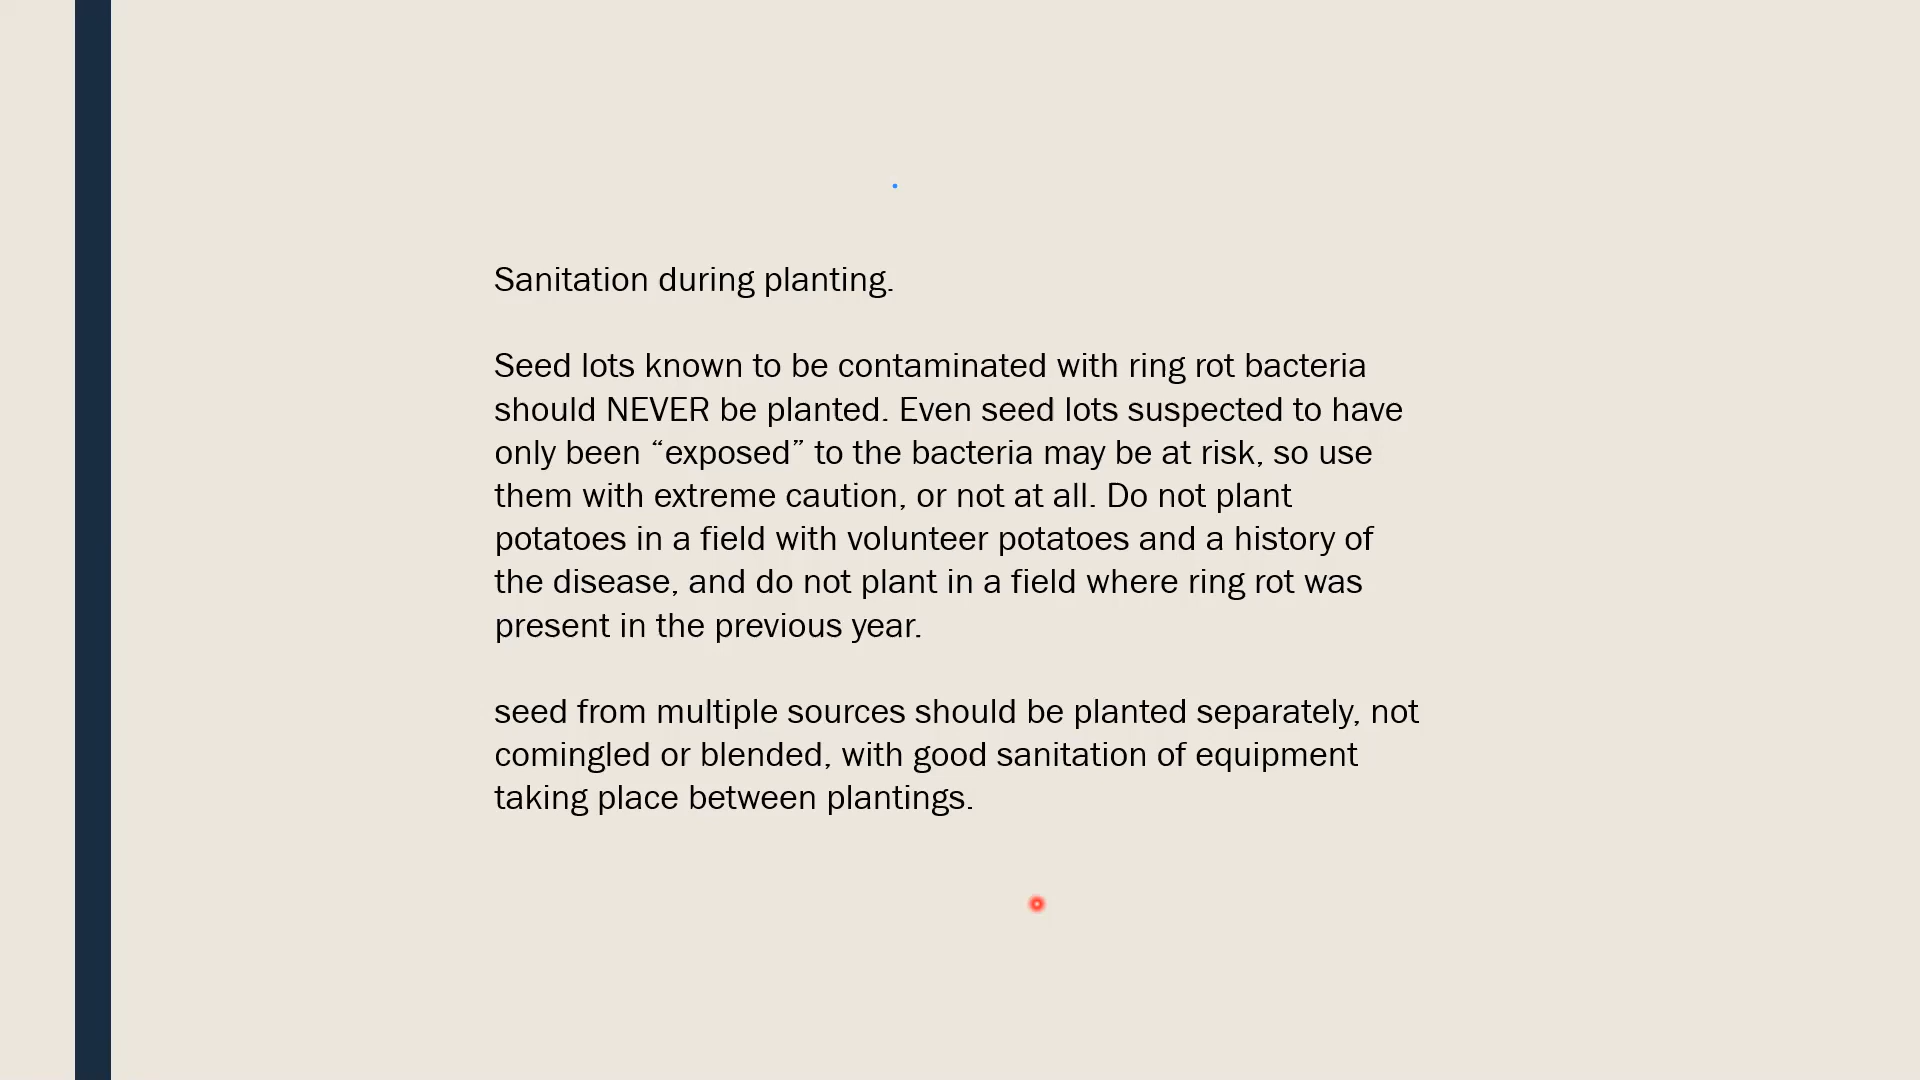 Sanitation during planting.
Seed lots known to be contaminated with ring rot bacteria
should NEVER be planted. Even seed lots suspected to have
only been “exposed” to the bacteria may be at risk, so use
them with extreme caution, or not at all. Do not plant
potatoes in a field with volunteer potatoes and a history of
the disease, and do not plant in a field where ring rot was
present in the previous year.
seed from multiple sources should be planted separately, not
comingled or blended, with good sanitation of equipment
taking place between plantings.